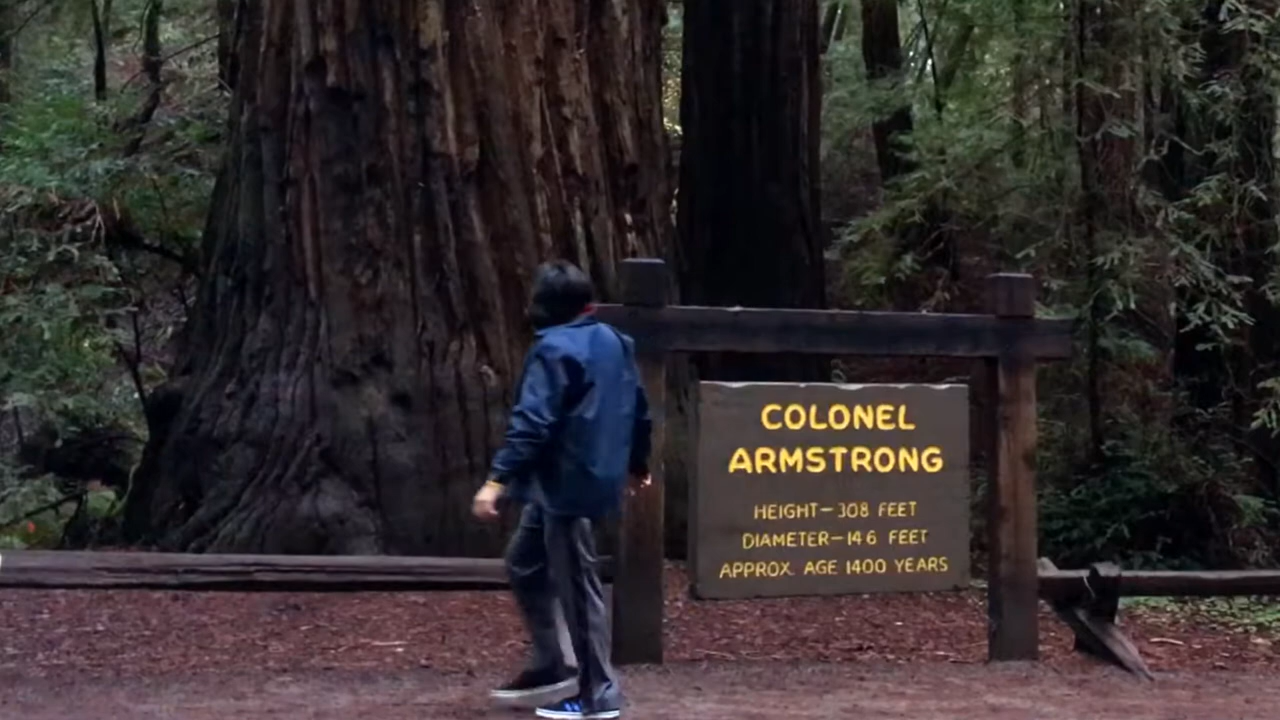 COLONEL
ARMSTRONG
HEIGHT-308 FEET
DIAMETER-14 6 FEET
APPROX. AGE 1400 YEARS